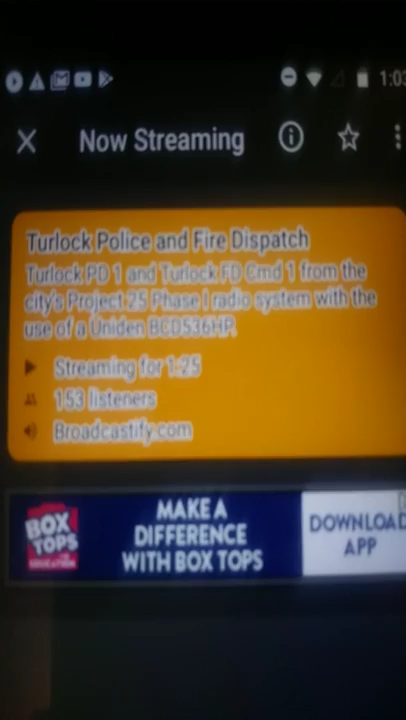 1:03
Now Streaming
Turlock Police and Fire Dispatch
Turlock PD 1 and Turlock FD Cmd 1 from the
city's Project 25 Phase I radio system with the
use of a Uniden BCD536HP.
Streaming for 1:25
153 listeners
Broadcastify.com
BOX
TOPS
EDUCATION
MAKE A
DIFFERENCE
WITH BOX TOPS
DOWNLOAD
APP